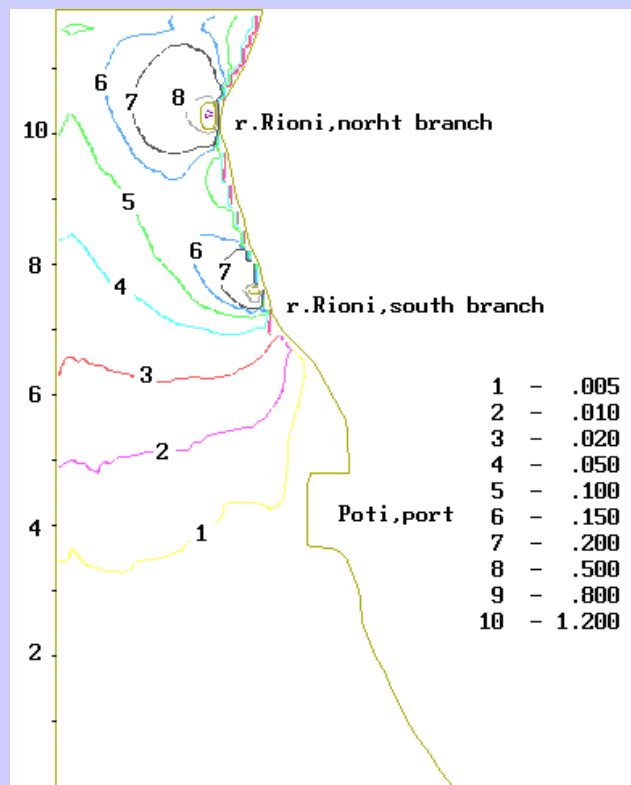 6
7
8
10
r.Rioni,norht branch
5
6
8
7
4
r.Rioni,south branch
3
6
1 - .005
2 - .010
3 - .020
2
4 - .050
5 - .100
1
4
Poti,port
6 - .150
7 - .200
8 - .500
9 - .800
10 - 1.200
2